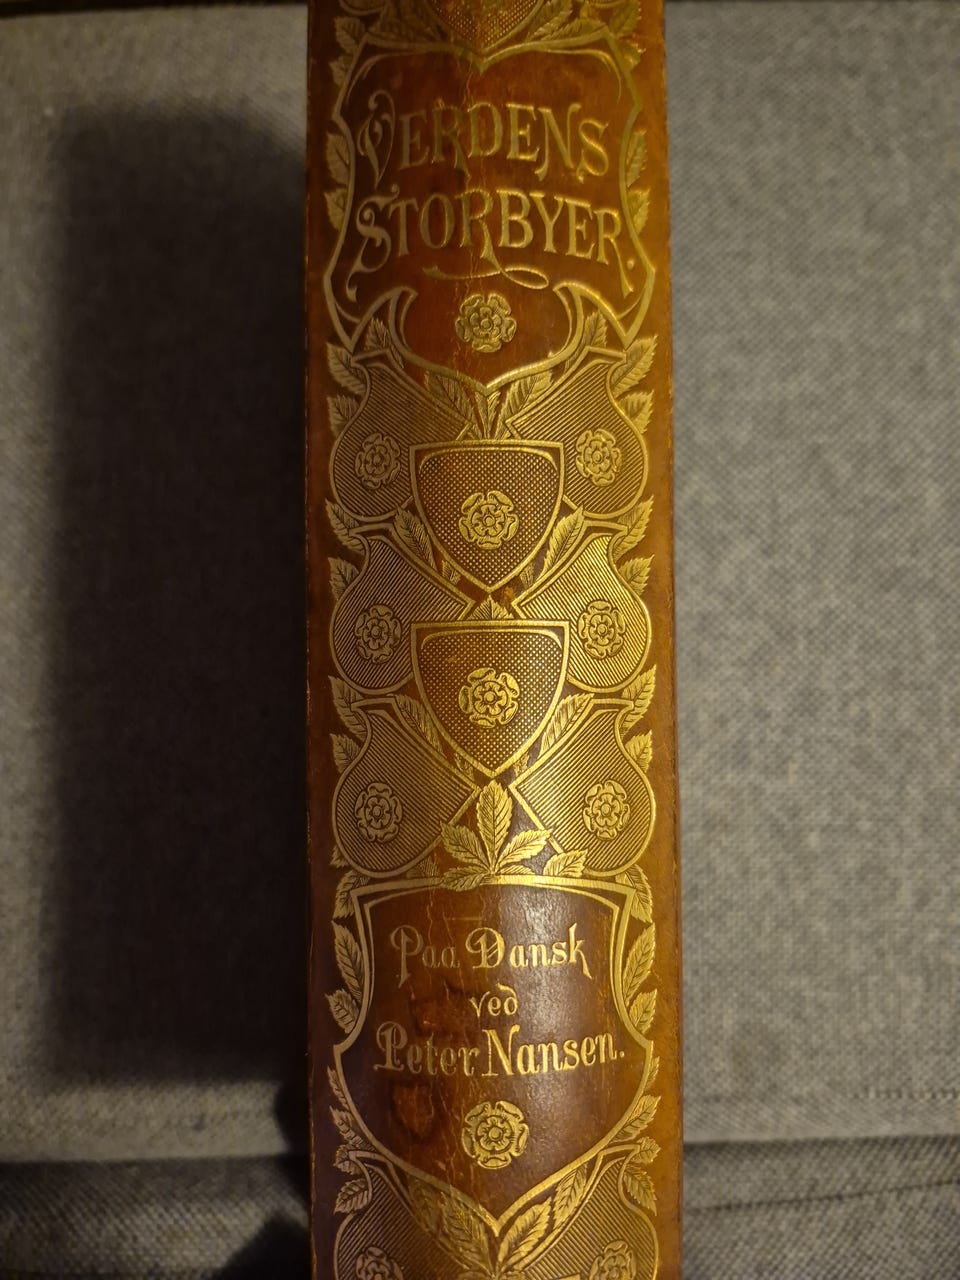 VERDENS
STORBYER.
Paa Dansk
ved
Peter Nansen.